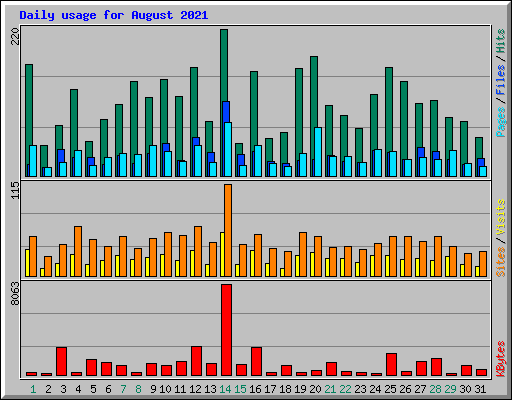 Daily usage for August 2021
220
Pages / Files / Hits
115
Sites / Visits
8063
KBytes
1 2 3 4 5 6 7 8 9 10 11 12 13 14 15 16 17 18 19 20 21 22 23 24 25 26 27 28 29 30 31